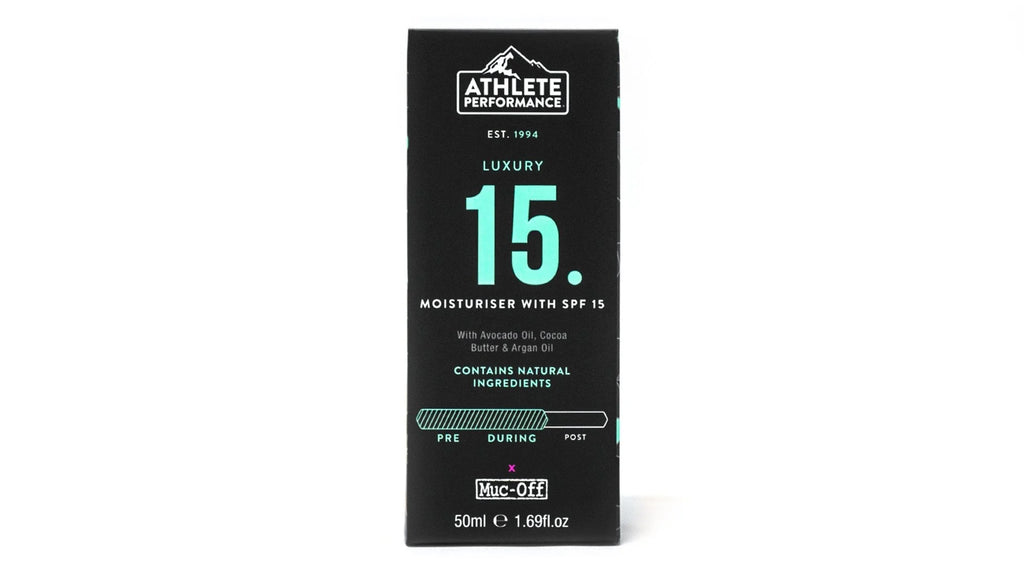 ATHLETE
PERFORMANCE
EST. 1994
LUXURY
15.
MOISTURISER WITH SPF 15
With Avocado Oil, Cocoa
Butter & Argan Oil
CONTAINS NATURAL
INGREDIENTS
PRE DURING POST
x
Muc-Off
50ml ℮ 1.69fl.oz